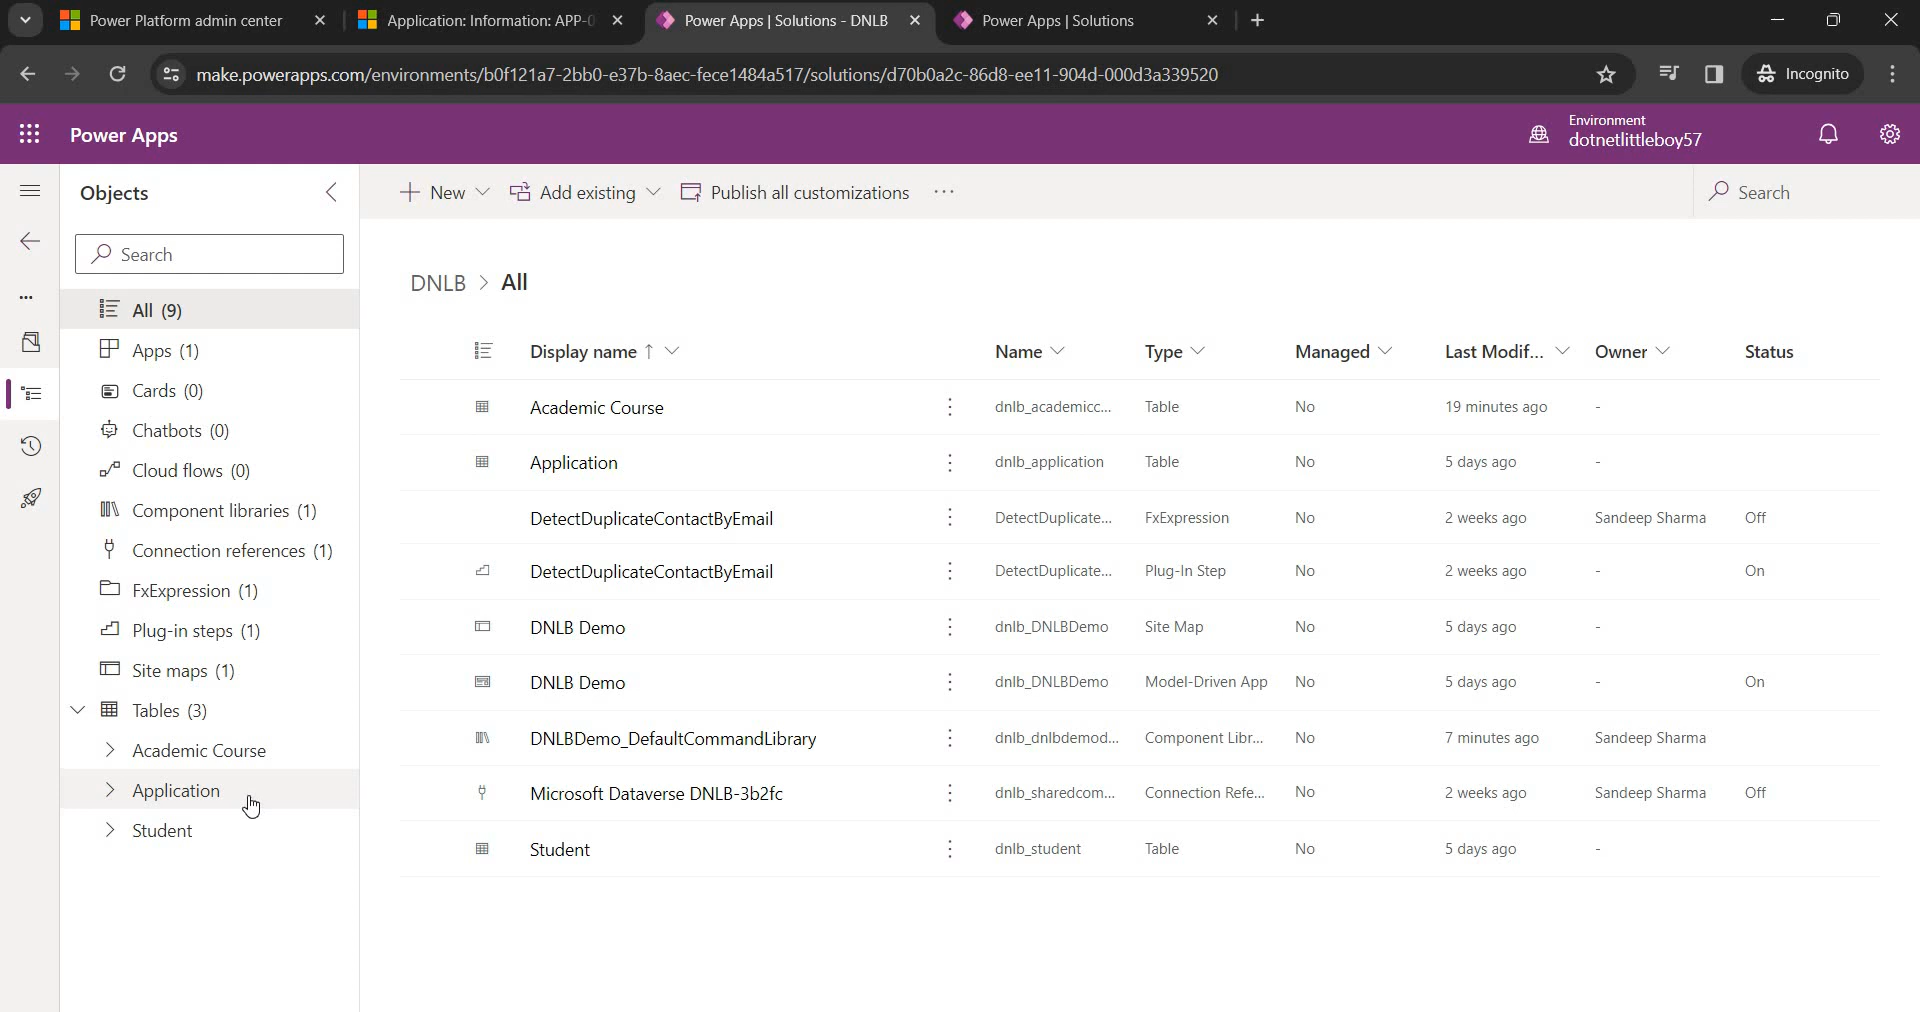 Power Platform admin center
Application: Information: APP-0
Power Apps | Solutions - DNLB
Power Apps | Solutions
make.powerapps.com/environments/b0f121a7-2bb0-e37b-8aec-fece1484a517/solutions/d70b0a2c-86d8-ee11-904d-000d3a339520
Incognito
Power Apps
Environment
dotnetlittleboy57
Objects
Search
All (9)
Apps (1)
Cards (0)
Chatbots (0)
Cloud flows (0)
Component libraries (1)
Connection references (1)
FxExpression (1)
Plug-in steps (1)
Site maps (1)
Tables (3)
Academic Course
Application
Student
New Add existing Publish all customizations ... Search
DNLB > All
Display name ↑ Name Type Managed Last Modif... Owner Status
Academic Course dnlb_academicc... Table No 19 minutes ago -
Application dnlb_application Table No 5 days ago -
DetectDuplicateContactByEmail DetectDuplicate... FxExpression No 2 weeks ago Sandeep Sharma Off
DetectDuplicateContactByEmail DetectDuplicate... Plug-In Step No 2 weeks ago - On
DNLB Demo dnlb_DNLBDemo Site Map No 5 days ago -
DNLB Demo dnlb_DNLBDemo Model-Driven App No 5 days ago - On
DNLBDemo_DefaultCommandLibrary dnlb_dnlbdemod... Component Libr... No 7 minutes ago Sandeep Sharma
Microsoft Dataverse DNLB-3b2fc dnlb_sharedcom... Connection Refe... No 2 weeks ago Sandeep Sharma Off
Student dnlb_student Table No 5 days ago -